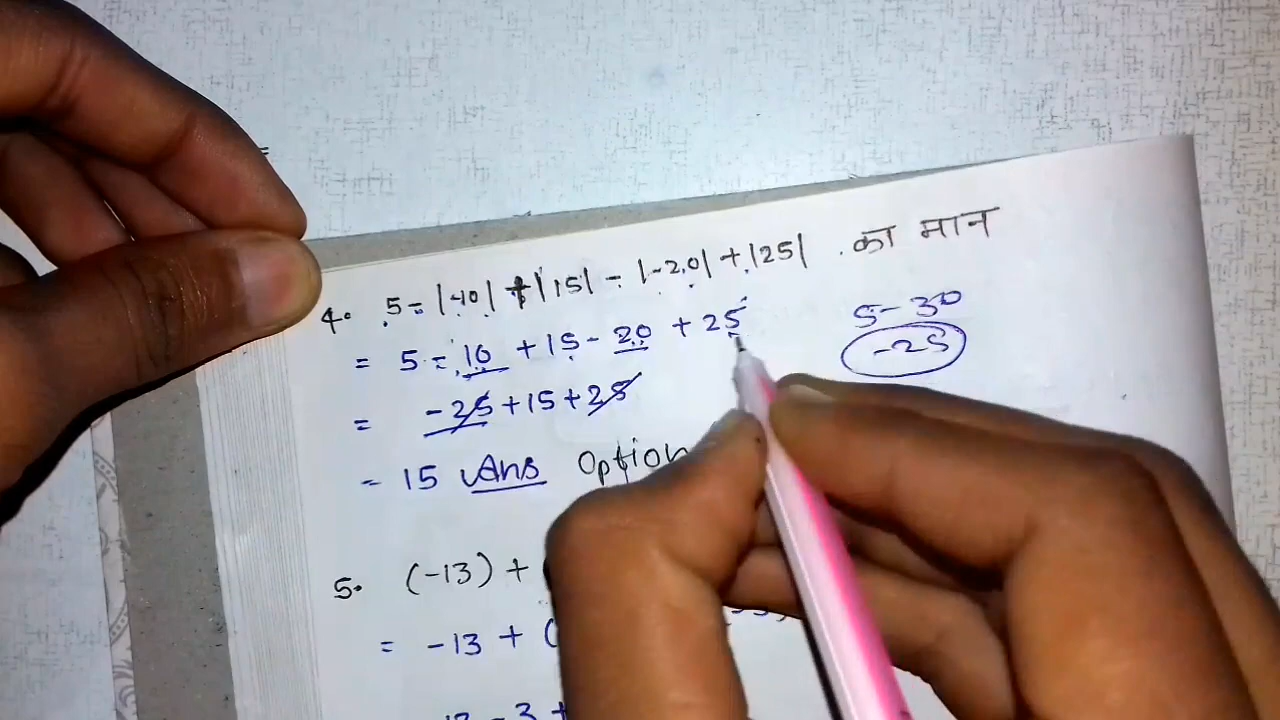 4. 5-|-10|+|15|-|-20|+|25| का मान
= 5-10 +15-20 +25
5-30
-25
= -25+15+25
= 15 Ans Option
5. (-13) +
= -13 + (